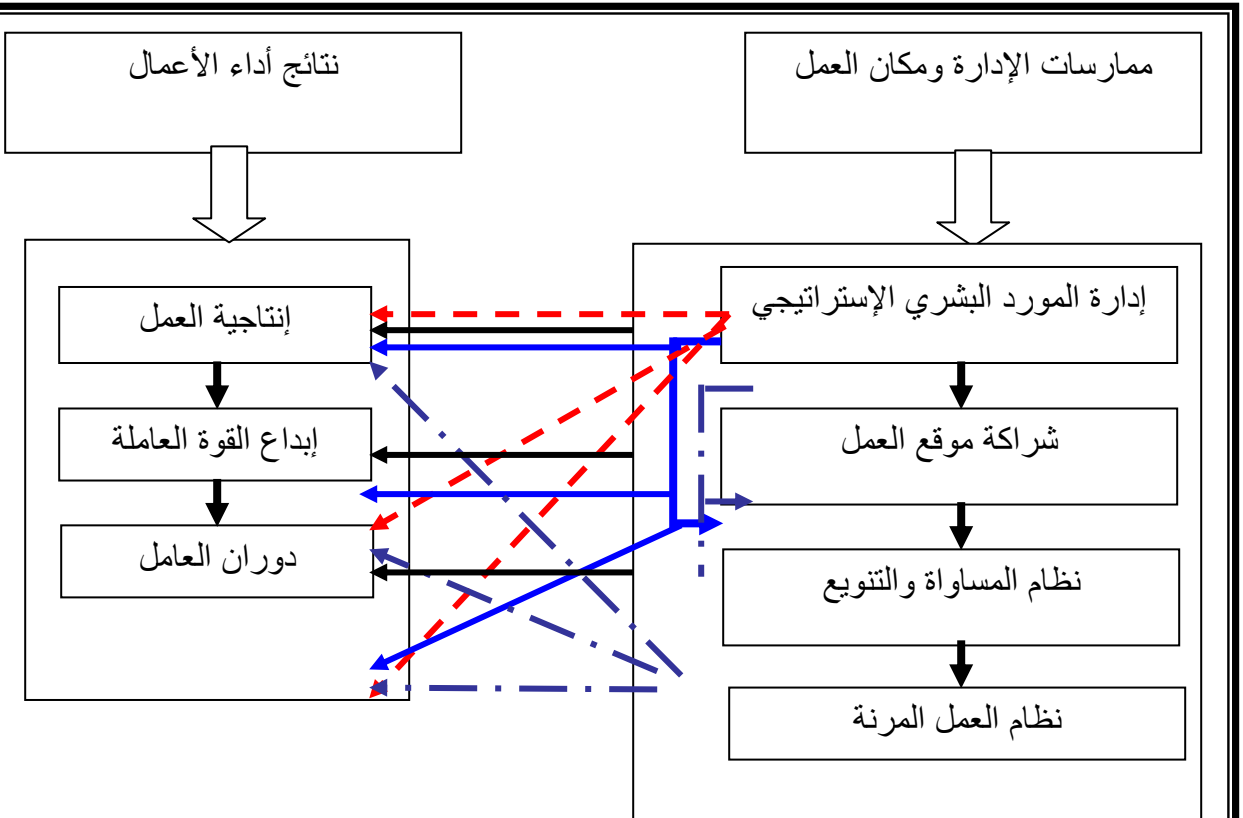 ممارسات الإدارة ومكان العمل
نتائج أداء الأعمال
إدارة المورد البشري الإستراتيجي
شراكة موقع العمل
نظام المساواة والتنويع
نظام العمل المرنة
إنتاجية العمل
إبداع القوة العاملة
دوران العامل